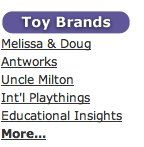 Toy Brands
Melissa & Doug
Antworks
Uncle Milton
Int'l Playthings
Educational Insights
More...